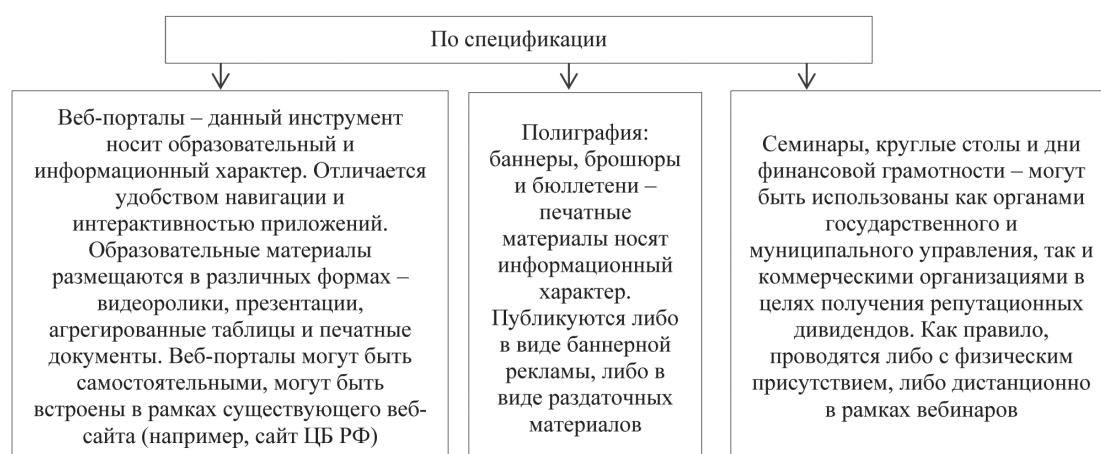 По спецификации
Веб-порталы – данный инструмент
носит образовательный и
информационный характер. Отличается
удобством навигации и
интерактивностью приложений.
Образовательные материалы
размещаются в различных формах –
видеоролики, презентации,
агрегированные таблицы и печатные
документы. Веб-порталы могут быть
самостоятельными, могут быть
встроены в рамках существующего веб-
сайта (например, сайт ЦБ РФ)
Полиграфия:
баннеры, брошюры
и бюллетени –
печатные
материалы носят
информационный
характер.
Публикуются либо
в виде баннерной
рекламы, либо в
виде раздаточных
материалов
Семинары, круглые столы и дни
финансовой грамотности – могут
быть использованы как органами
государственного и
муниципального управления, так и
коммерческими организациями в
целях получения репутационных
дивидендов. Как правило,
проводятся либо с физическим
присутствием, либо дистанционно
в рамках вебинаров